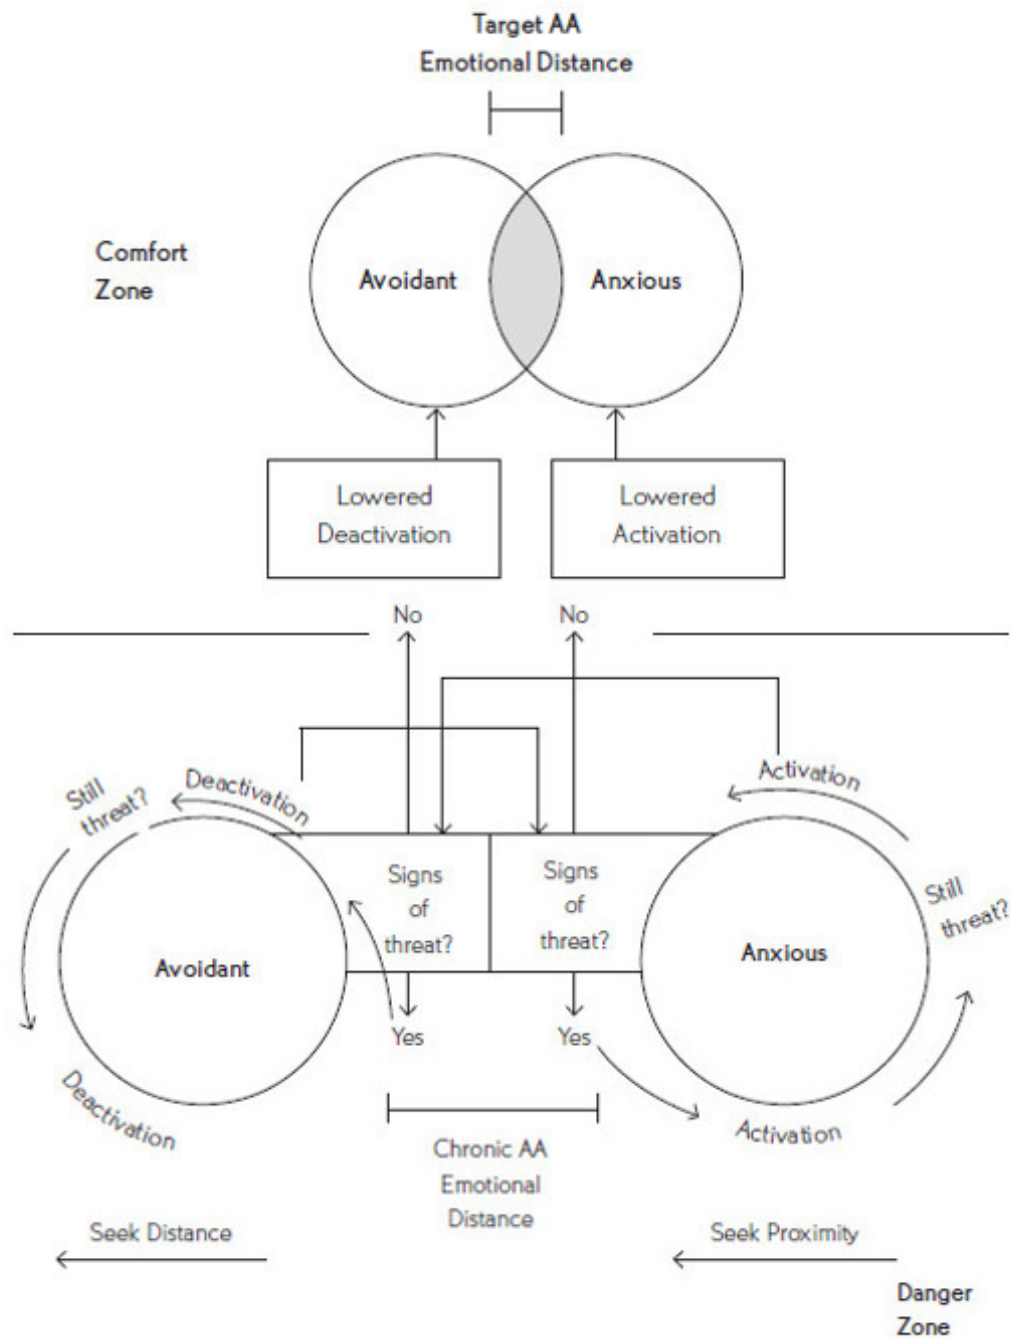 Target AA
Emotional Distance
Comfort
Zone
Avoidant
Anxious
Lowered
Deactivation
Lowered
Activation
No
No
Still
threat?
Deactivation
Activation
Signs
of
threat?
Signs
of
threat?
Still
threat?
Avoidant
Anxious
Yes
Yes
Deactivation
Activation
Chronic AA
Emotional
Distance
Seek Distance
Seek Proximity
Danger
Zone